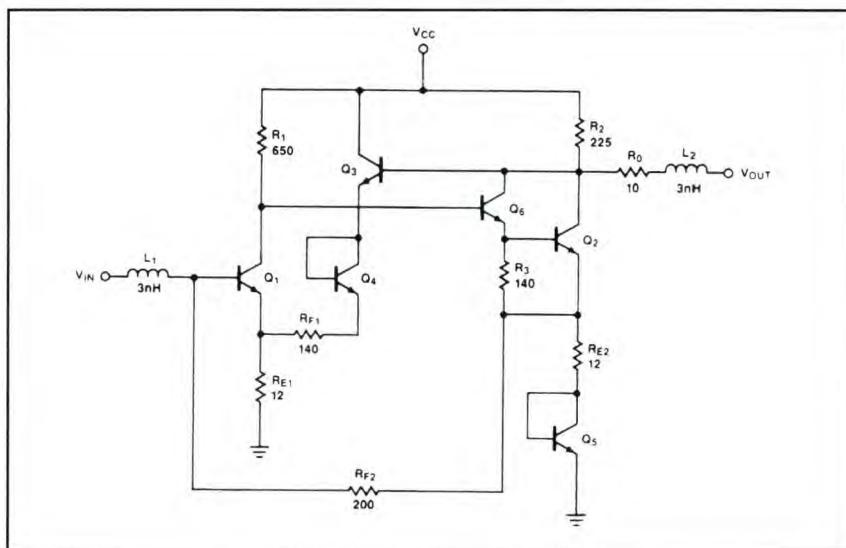 VCC
R1
650
R2
225
R0
10
L2
3nH
VOUT
Q3
Q6
Q2
L1
3nH
VIN
Q1
Q4
R3
140
RF1
140
RE1
12
RE2
12
Q5
RF2
200